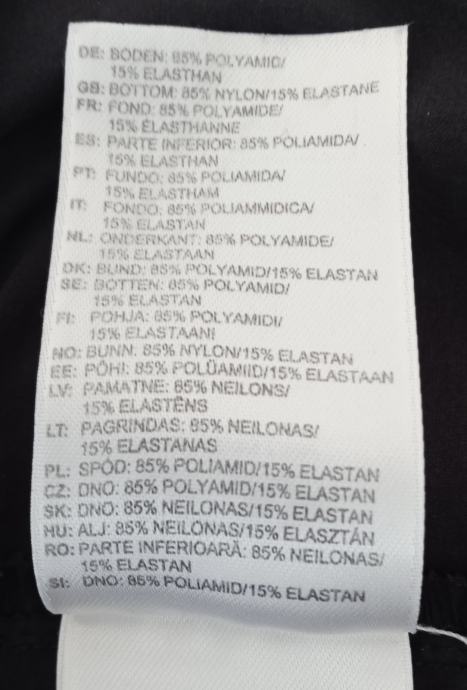 DE: BODEN: 85% POLYAMID/
15% ELASTHAN
GB: BOTTOM: 85% NYLON/15% ELASTANE
FR: FOND: 85% POLYAMIDE/
15% ELASTHANNE
ES: PARTE INFERIOR: 85% POLIAMIDA/
15% ELASTHAN
PT: FUNDO: 85% POLIAMIDA/
15% ELASTHAM
IT: FONDO: 85% POLIAMMIDICA/
15% ELASTAN
NL: ONDERKANT: 85% POLYAMIDE/
15% ELASTAAN
DK: BUND: 85% POLYAMID/15% ELASTAN
SE: BOTTEN: 85% POLYAMID/
15% ELASTAN
FI: POHJA: 85% POLYAMIDI/
15% ELASTAANI
NO: BUNN: 85% NYLON/15% ELASTAN
EE: PÕHI: 85% POLÜAMIID/15% ELASTAAN
LV: PAMATNE: 85% NEILONS/
15% ELASTĒNS
LT: PAGRINDAS: 85% NEILONAS/
15% ELASTANAS
PL: SPÓD: 85% POLIAMID/15% ELASTAN
CZ: DNO: 85% POLYAMID/15% ELASTAN
SK: DNO: 85% NEILONAS/15% ELASTAN
HU: ALJ: 85% NEILONAS/15% ELASZTÁN
RO: PARTE INFERIOARĂ: 85% NEILONAS/
15% ELASTAN
SI: DNO: 85% POLIAMID/15% ELASTAN